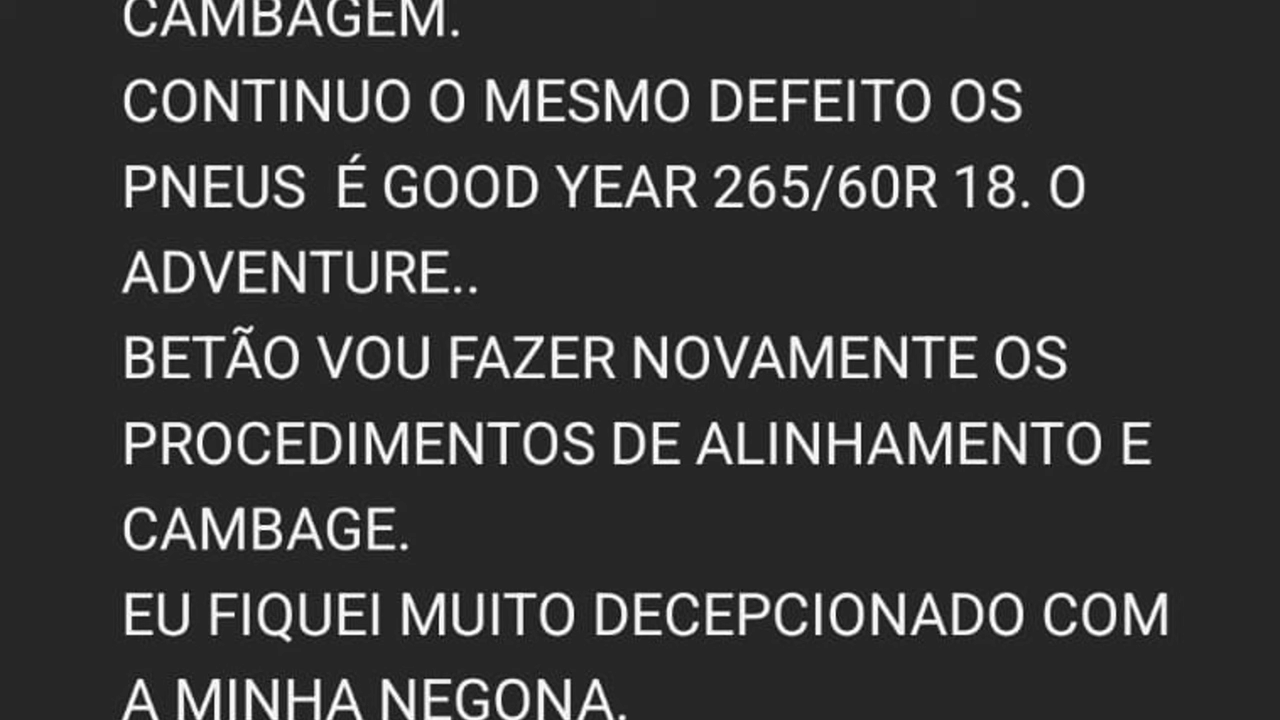 CAMBAGEM.
CONTINUO O MESMO DEFEITO OS
PNEUS  É GOOD YEAR 265/60R 18. O
ADVENTURE..
BETÃO VOU FAZER NOVAMENTE OS
PROCEDIMENTOS DE ALINHAMENTO E
CAMBAGE.
EU FIQUEI MUITO DECEPCIONADO COM
A MINHA NEGONA.